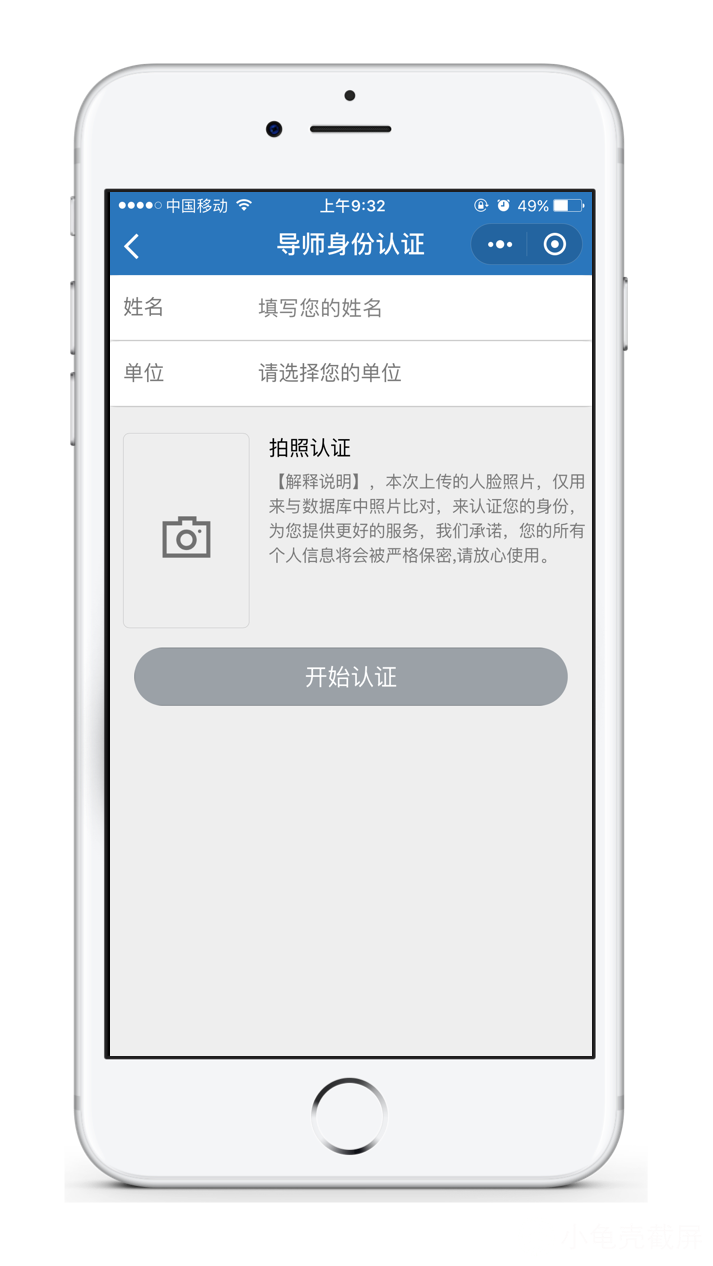 中国移动 上午9:32 49%
导师身份认证
姓名 填写您的姓名
单位 请选择您的单位
拍照认证
【解释说明】，本次上传的人脸照片，仅用
来与数据库中照片比对，来认证您的身份，
为您提供更好的服务，我们承诺，您的所有
个人信息将会被严格保密,请放心使用。
开始认证